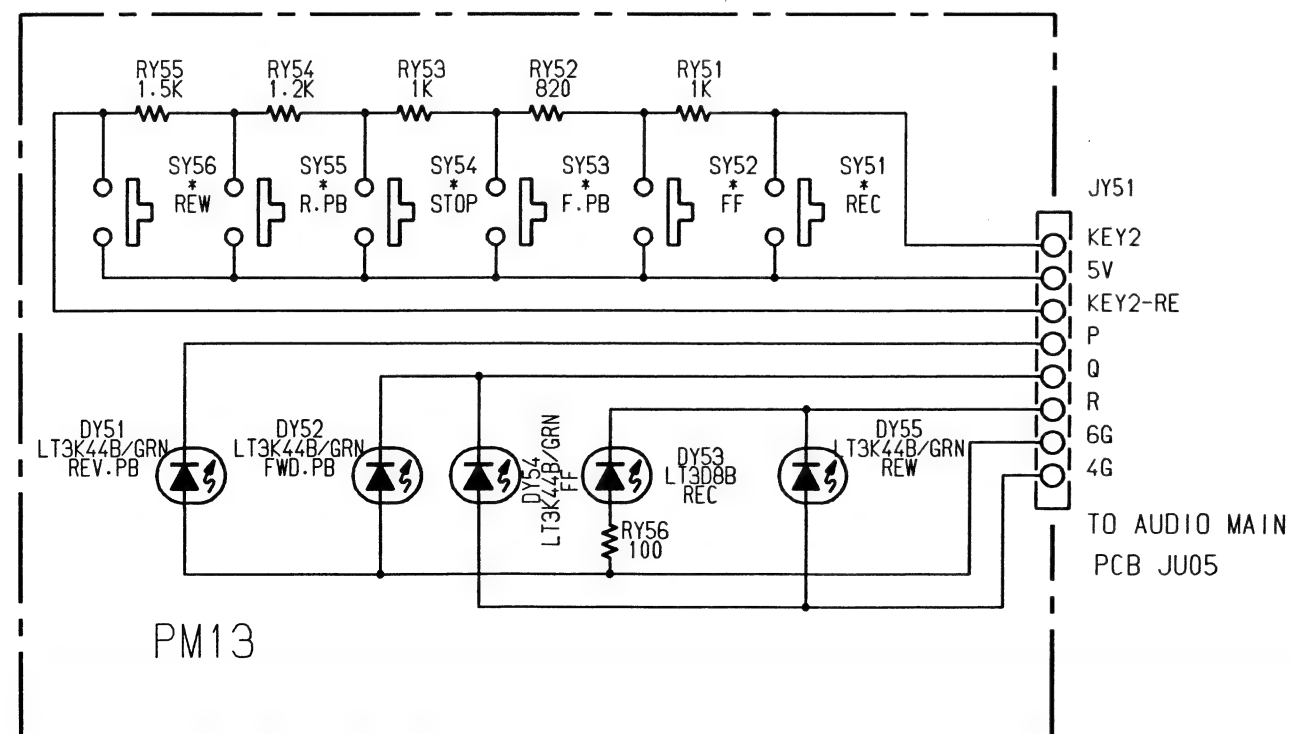 RY55
1.5K
RY54
1.2K
RY53
1K
RY52
820
RY51
1K
SY56
*
REW
SY55
*
R.PB
SY54
*
STOP
SY53
*
F.PB
SY52
*
FF
SY51
*
REC
JY51
KEY2
5V
KEY2-RE
P
Q
R
6G
4G
DY51
LT3K44B/GRN
REV.PB
DY52
LT3K44B/GRN
FWD.PB
DY54
LT3K44B/GRN
FF
DY53
LT3D8B
REC
DY55
LT3K44B/GRN
REW
RY56
100
TO AUDIO MAIN
PCB JU05
PM13